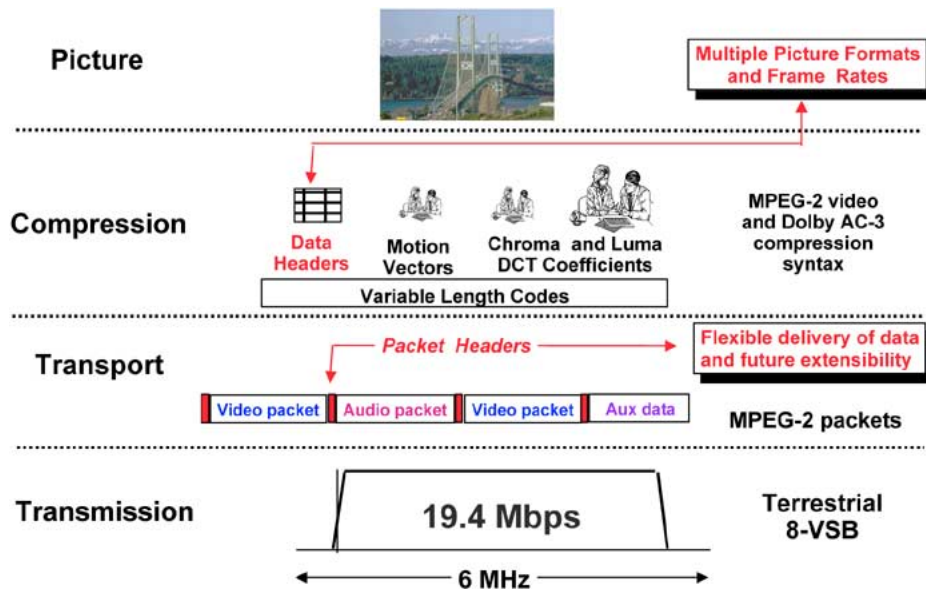 Picture
Multiple Picture Formats
and Frame Rates
Compression
Data
Headers
Motion
Vectors
Chroma and Luma
DCT Coefficients
Variable Length Codes
MPEG-2 video
and Dolby AC-3
compression
syntax
Transport
Packet Headers
Flexible delivery of data
and future extensibility
Video packet
Audio packet
Video packet
Aux data
MPEG-2 packets
Transmission
19.4 Mbps
Terrestrial
8-VSB
6 MHz